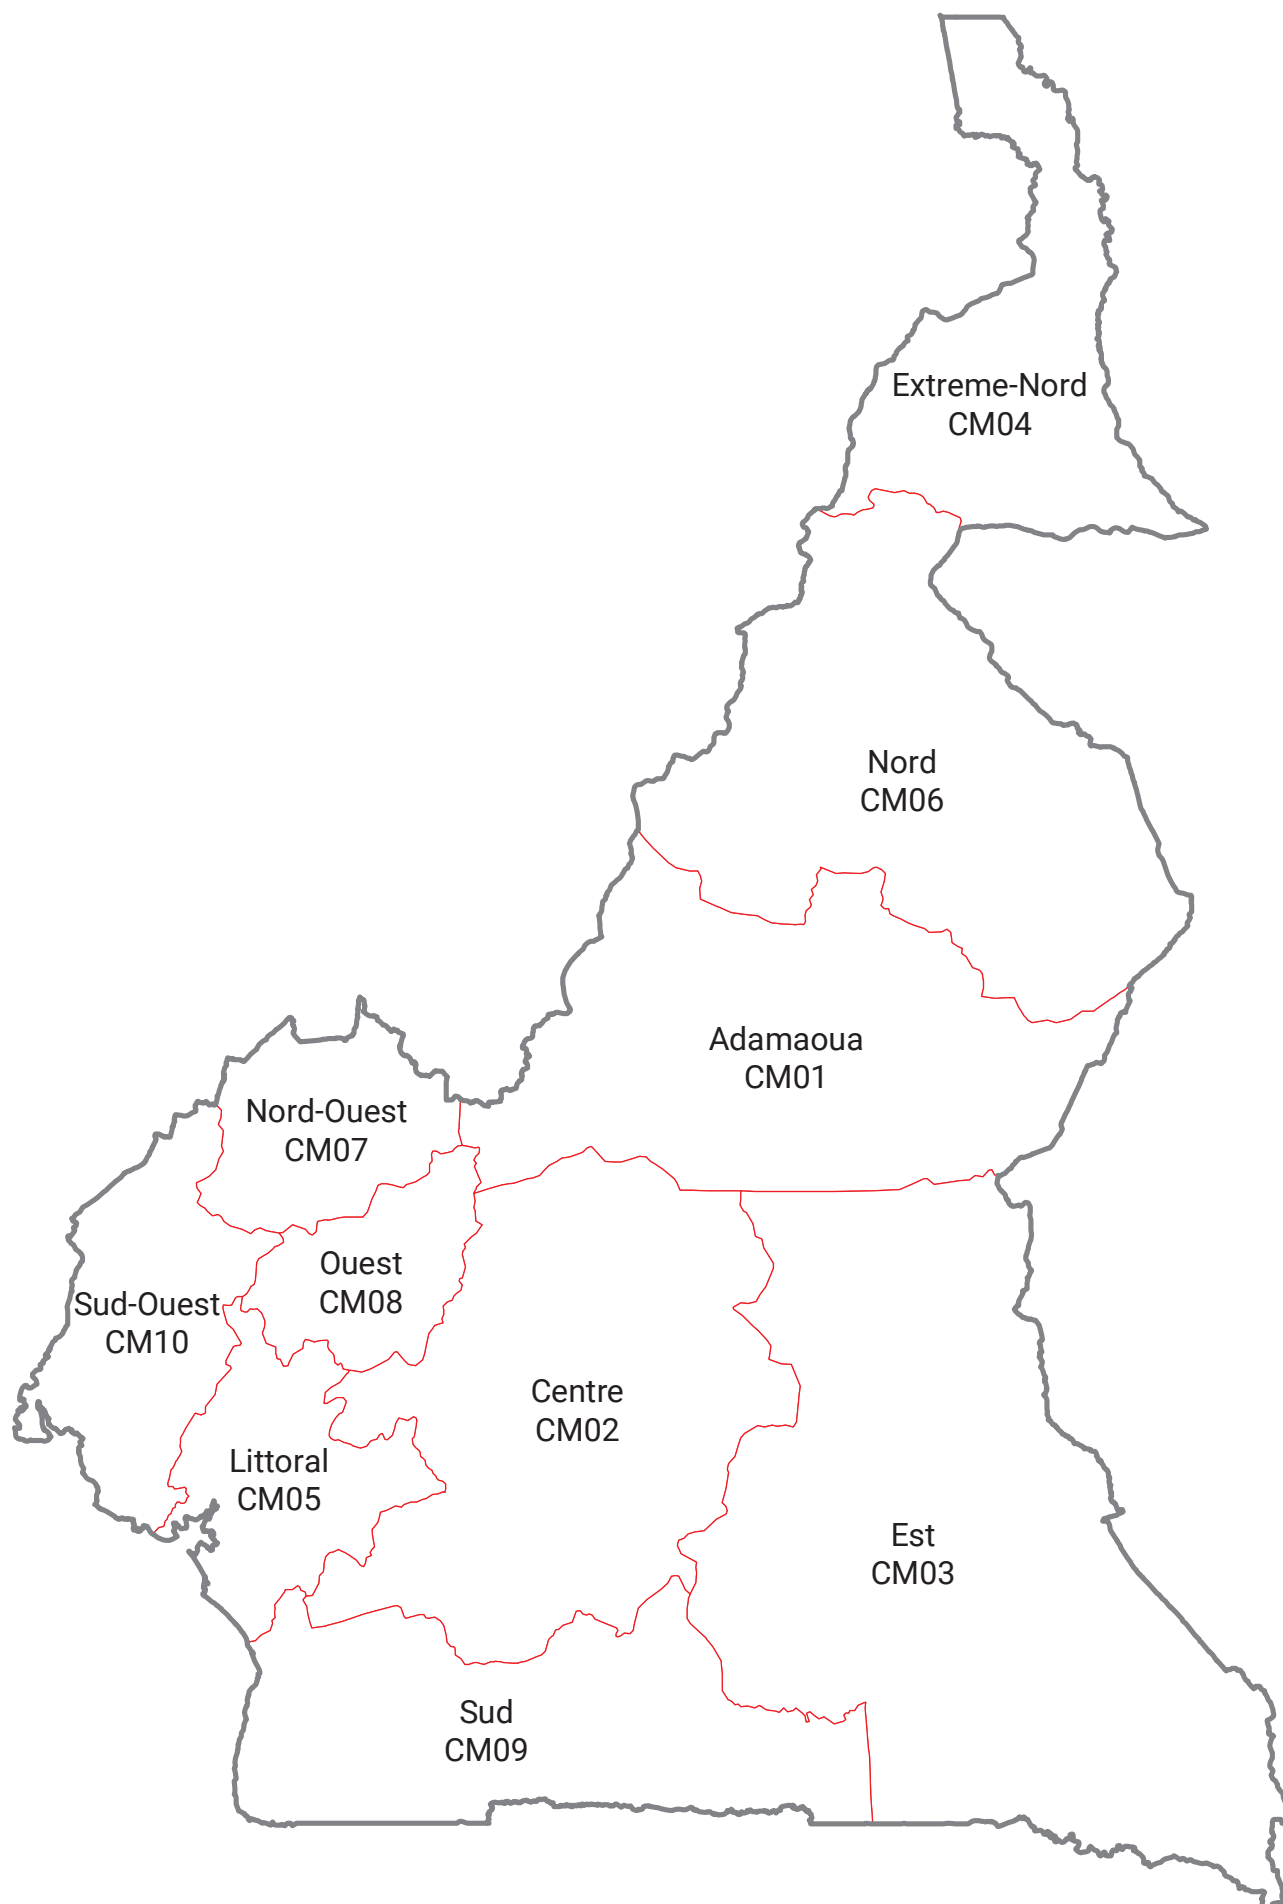 Extreme-Nord
CM04
Nord
CM06
Adamaoua
CM01
Nord-Ouest
CM07
Ouest
CM08
Sud-Ouest
CM10
Centre
CM02
Littoral
CM05
Est
CM03
Sud
CM09